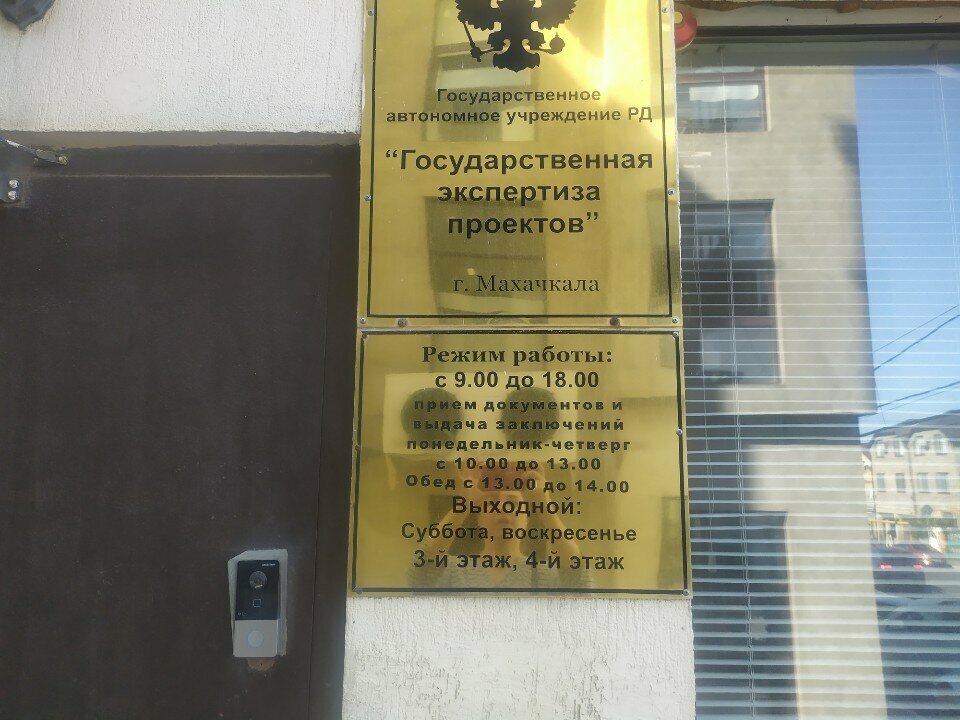 Государственное
автономное учреждение РД
“Государственная
экспертиза
проектов”
г. Махачкала
Режим работы:
с 9.00 до 18.00
прием документов и
выдача заключений
понедельник-четверг
с 10.00 до 13.00
Обед с 13.00 до 14.00
Выходной:
Суббота, воскресенье
3-й этаж, 4-й этаж